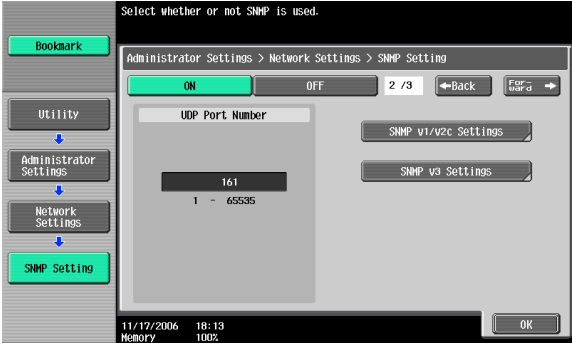 Select whether or not SNMP is used.
Bookmark
Administrator Settings > Network Settings > SNMP Setting
ON
OFF
2 /3
←Back
For-
ward →
Utility
UDP Port Number
SNMP v1/v2c Settings
Administrator
Settings
161
SNMP v3 Settings
1 - 65535
Network
Settings
SNMP Setting
11/17/2006 18:13
Memory 100%
OK